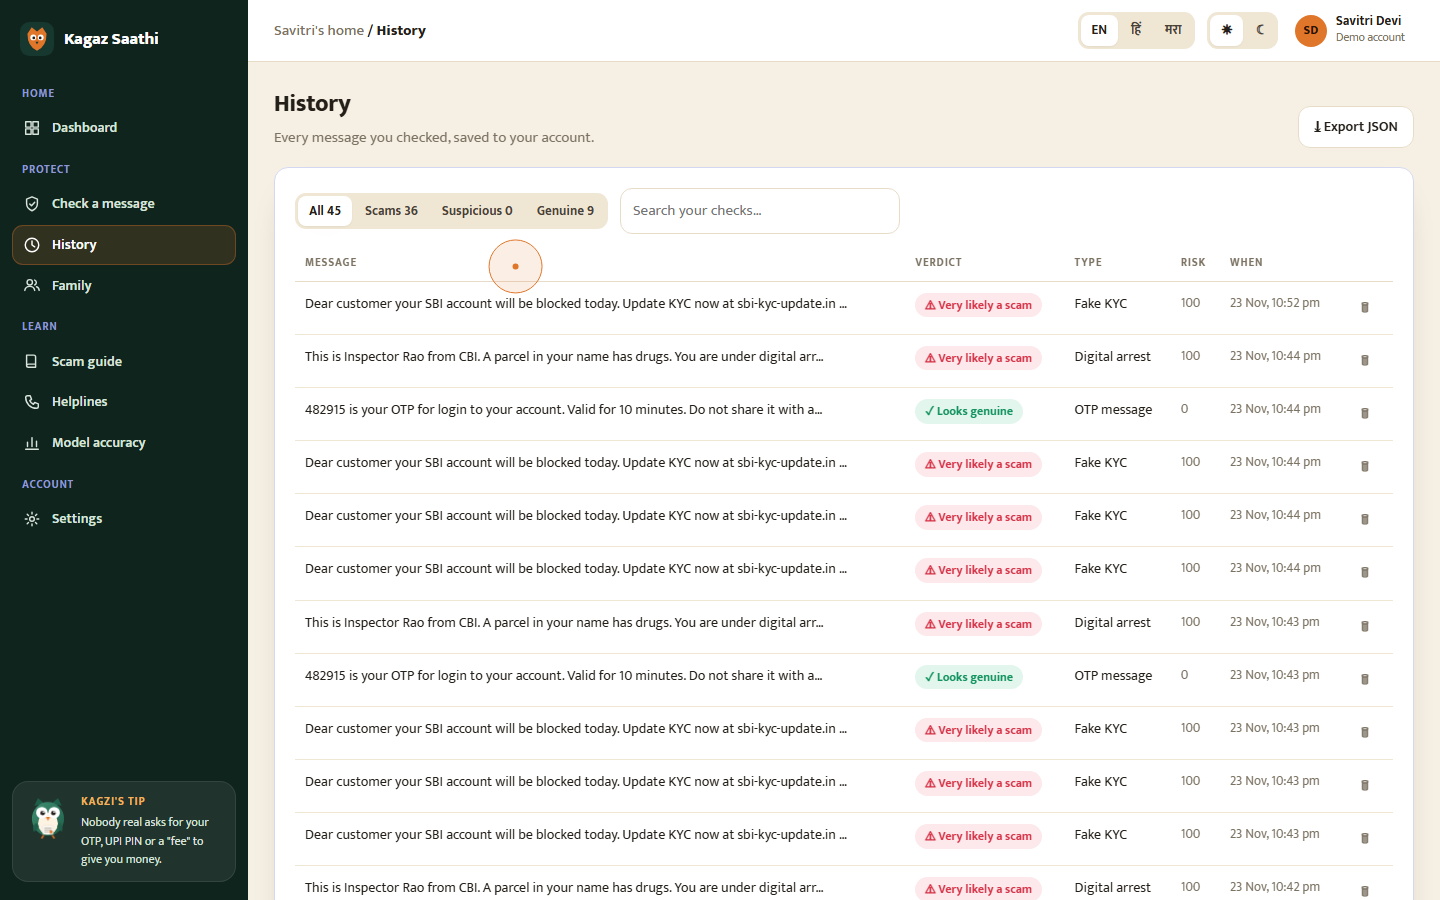 Kagaz Saathi
HOME
Dashboard
PROTECT
Check a message
History
Family
LEARN
Scam guide
Helplines
Model accuracy
ACCOUNT
Settings
KAGZI'S TIP
Nobody real asks for your
OTP, UPI PIN or a "fee" to
give you money.
Savitri's home / History
EN हिं मरा
SD Savitri Devi
Demo account
History
Every message you checked, saved to your account.
Export JSON
All 45 Scams 36 Suspicious 0 Genuine 9 Search your checks...
MESSAGE VERDICT TYPE RISK WHEN
Dear customer your SBI account will be blocked today. Update KYC now at sbi-kyc-update.in ... Very likely a scam Fake KYC 100 23 Nov, 10:52 pm
This is Inspector Rao from CBI. A parcel in your name has drugs. You are under digital arr... Very likely a scam Digital arrest 100 23 Nov, 10:44 pm
482915 is your OTP for login to your account. Valid for 10 minutes. Do not share it with a... ✓ Looks genuine OTP message 0 23 Nov, 10:44 pm
Dear customer your SBI account will be blocked today. Update KYC now at sbi-kyc-update.in ... Very likely a scam Fake KYC 100 23 Nov, 10:44 pm
Dear customer your SBI account will be blocked today. Update KYC now at sbi-kyc-update.in ... Very likely a scam Fake KYC 100 23 Nov, 10:44 pm
Dear customer your SBI account will be blocked today. Update KYC now at sbi-kyc-update.in ... Very likely a scam Fake KYC 100 23 Nov, 10:44 pm
This is Inspector Rao from CBI. A parcel in your name has drugs. You are under digital arr... Very likely a scam Digital arrest 100 23 Nov, 10:43 pm
482915 is your OTP for login to your account. Valid for 10 minutes. Do not share it with a... ✓ Looks genuine OTP message 0 23 Nov, 10:43 pm
Dear customer your SBI account will be blocked today. Update KYC now at sbi-kyc-update.in ... Very likely a scam Fake KYC 100 23 Nov, 10:43 pm
Dear customer your SBI account will be blocked today. Update KYC now at sbi-kyc-update.in ... Very likely a scam Fake KYC 100 23 Nov, 10:43 pm
Dear customer your SBI account will be blocked today. Update KYC now at sbi-kyc-update.in ... Very likely a scam Fake KYC 100 23 Nov, 10:43 pm
This is Inspector Rao from CBI. A parcel in your name has drugs. You are under digital arr... Very likely a scam Digital arrest 100 23 Nov, 10:42 pm